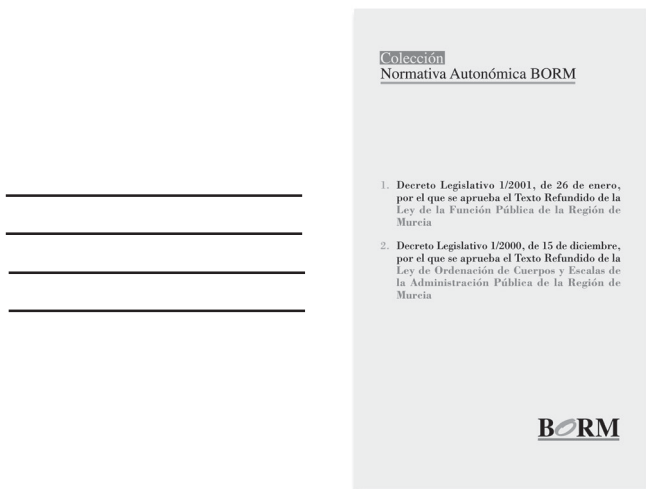 Colección
Normativa Autonómica BORM
1. Decreto Legislativo 1/2001, de 26 de enero,
por el que se aprueba el Texto Refundido de la
Ley de la Función Pública de la Región de
Murcia
2. Decreto Legislativo 1/2000, de 15 de diciembre,
por el que se aprueba el Texto Refundido de la
Ley de Ordenación de Cuerpos y Escalas de
la Administración Pública de la Región de
Murcia
BORM